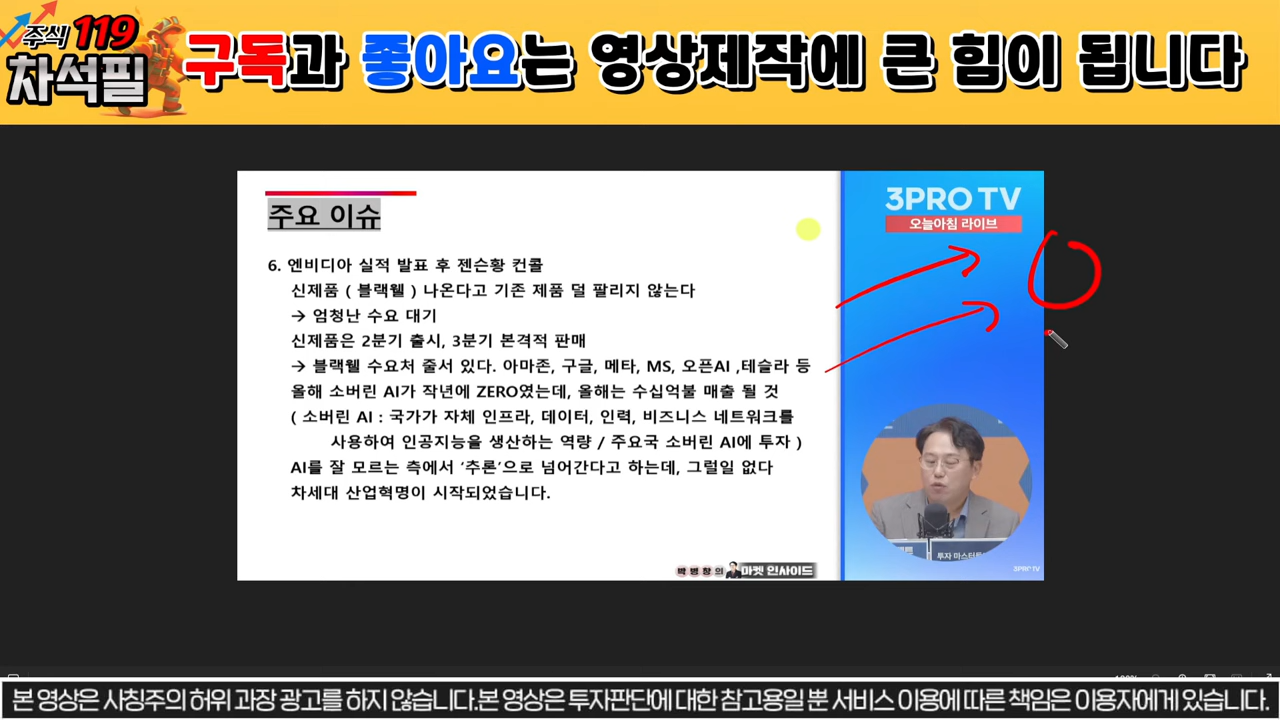 주식 119
차석필
구독과 좋아요는 영상제작에 큰 힘이 됩니다
주요 이슈
6. 엔비디아 실적 발표 후 젠슨황 컨콜
신제품 ( 블랙웰 ) 나온다고 기존 제품 덜 팔리지 않는다
→ 엄청난 수요 대기
신제품은 2분기 출시, 3분기 본격적 판매
→ 블랙웰 수요처 줄서 있다. 아마존, 구글, 메타, MS, 오픈AI ,테슬라 등
올해 소버린 AI가 작년에 ZERO였는데, 올해는 수십억불 매출 될 것
( 소버린 AI : 국가가 자체 인프라, 데이터, 인력, 비즈니스 네트워크를
사용하여 인공지능을 생산하는 역량 / 주요국 소버린 AI에 투자 )
AI를 잘 모르는 측에서 ‘추론’으로 넘어간다고 하는데, 그럴일 없다
차세대 산업혁명이 시작되었습니다.
박병창의 마켓 인사이드
3PRO TV
오늘아침 라이브
투자 마스터
3PRO TV
본 영상은 사칭주의 허위 과장 광고를 하지 않습니다.본 영상은 투자판단에 대한 참고용일 뿐 서비스 이용에 따른 책임은 이용자에게 있습니다.